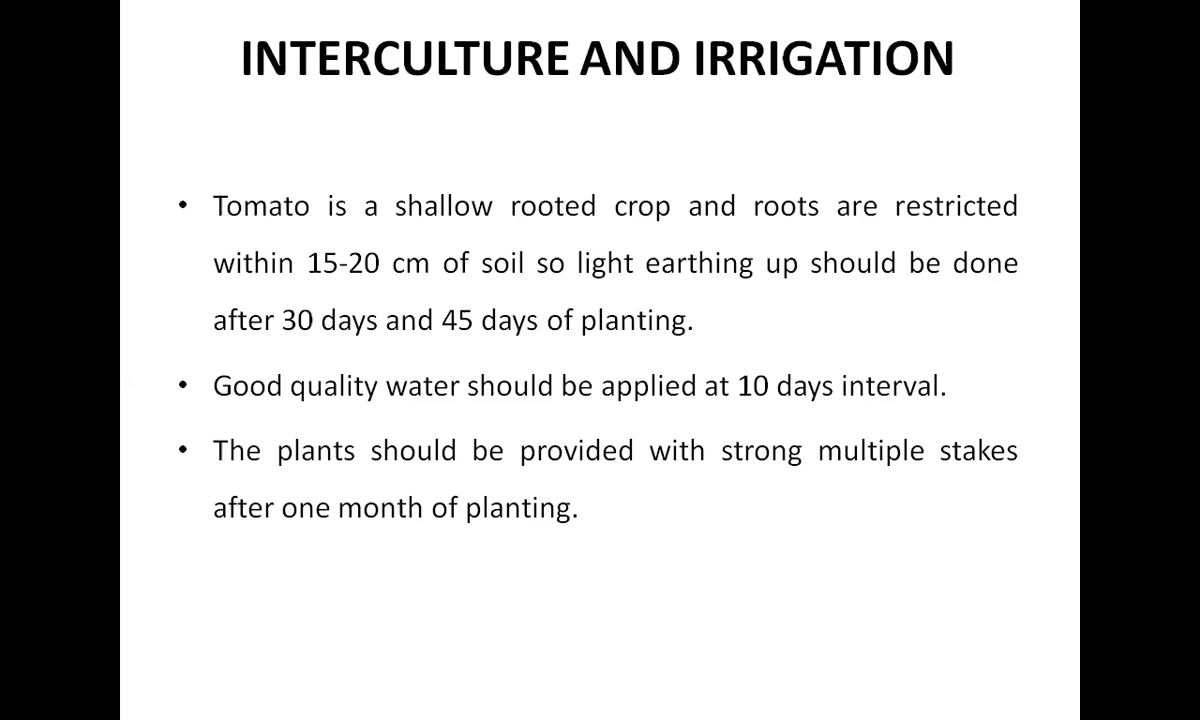 INTERCULTURE AND IRRIGATION
• Tomato is a shallow rooted crop and roots are restricted
within 15-20 cm of soil so light earthing up should be done
after 30 days and 45 days of planting.
• Good quality water should be applied at 10 days interval.
• The plants should be provided with strong multiple stakes
after one month of planting.